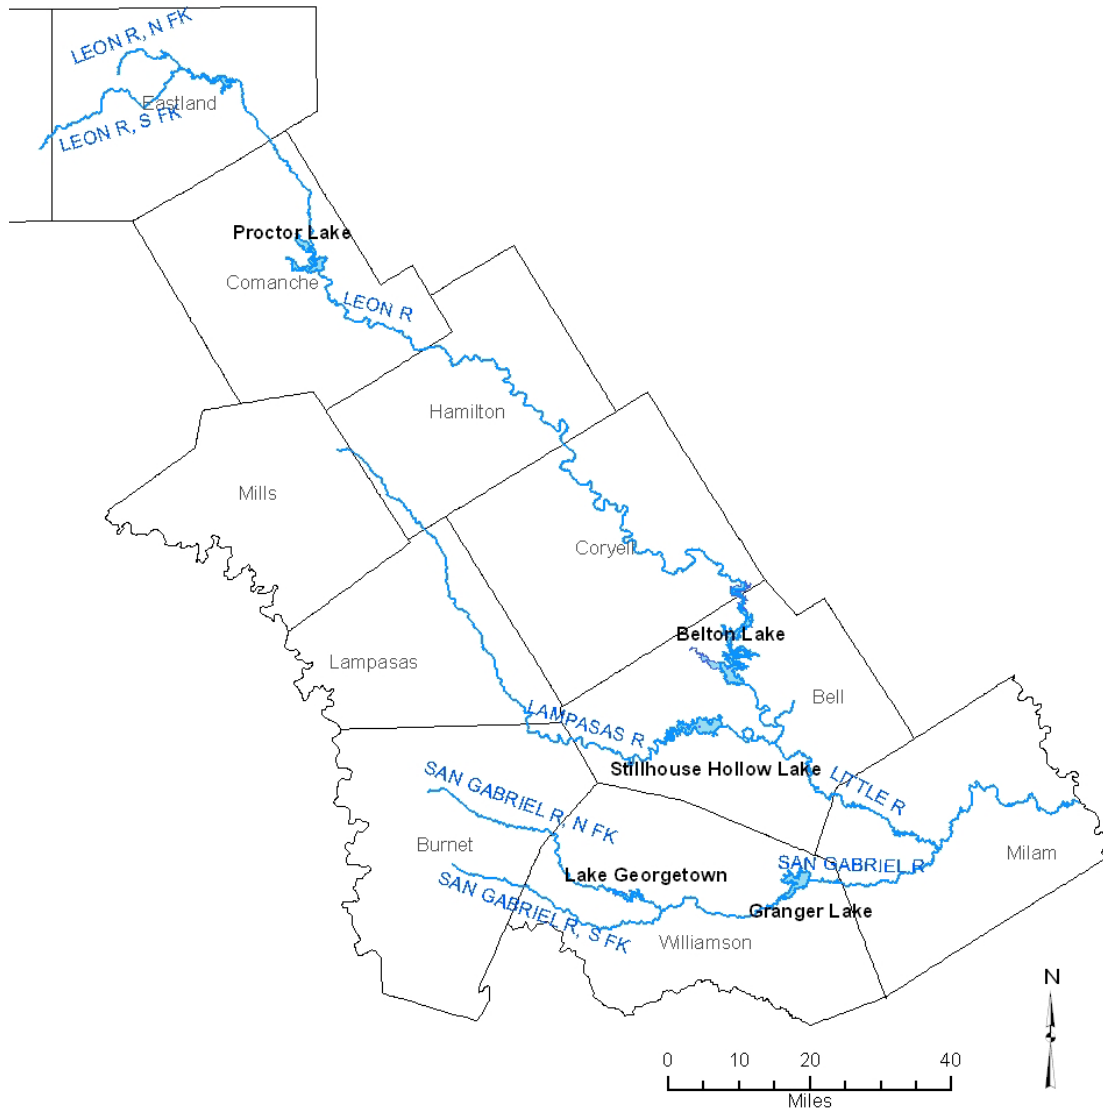 LEON R, N FK
Eastland
LEON R, S FK
Proctor Lake
Comanche
LEON R
Hamilton
Mills
Coryell
Belton Lake
Lampasas
Bell
LAMPASAS R
Stillhouse Hollow Lake
LITTLE R
SAN GABRIEL R, N FK
Burnet
Milam
SAN GABRIEL R
Lake Georgetown
SAN GABRIEL R, S FK
Granger Lake
Williamson
N
0 10 20 40
Miles